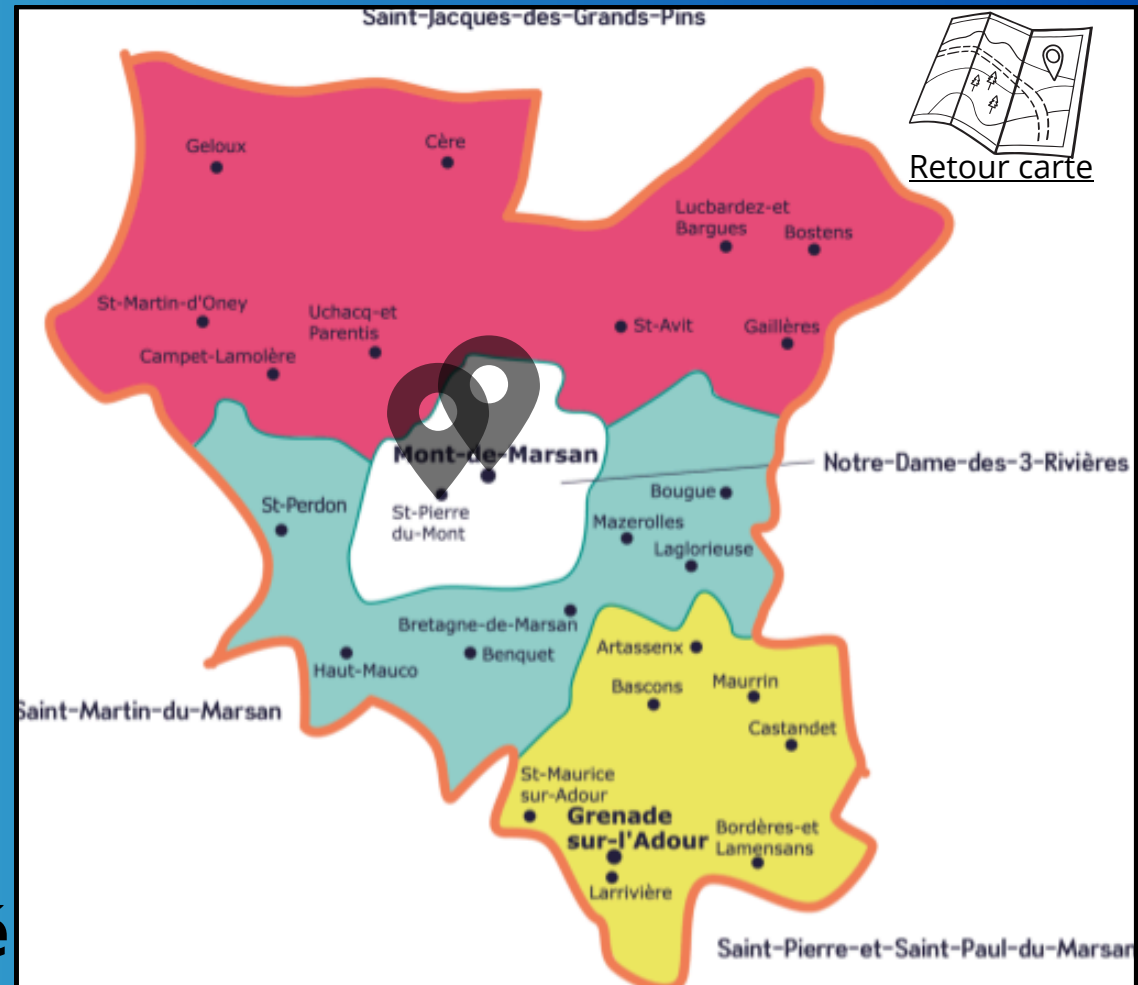 Saint-Jacques-des-Grands-Pins
Retour carte
Geloux
Cère
Lucbardez-et
Bargues
Bostens
St-Martin-d'Oney
Uchacq-et
Parentis
St-Avit
Gaillères
Campet-Lamolère
Mont-de-Marsan
Notre-Dame-des-3-Rivières
St-Perdon
St-Pierre
du-Mont
Bougue
Mazerolles
Laglorieuse
Bretagne-de-Marsan
Benquet
Haut-Mauco
Artassenx
Bascons
Maurrin
Castandet
Saint-Martin-du-Marsan
St-Maurice
sur-Adour
Grenade
sur-l'Adour
Bordères-et
Lamensans
Larrivière
é
Saint-Pierre-et-Saint-Paul-du-Marsan